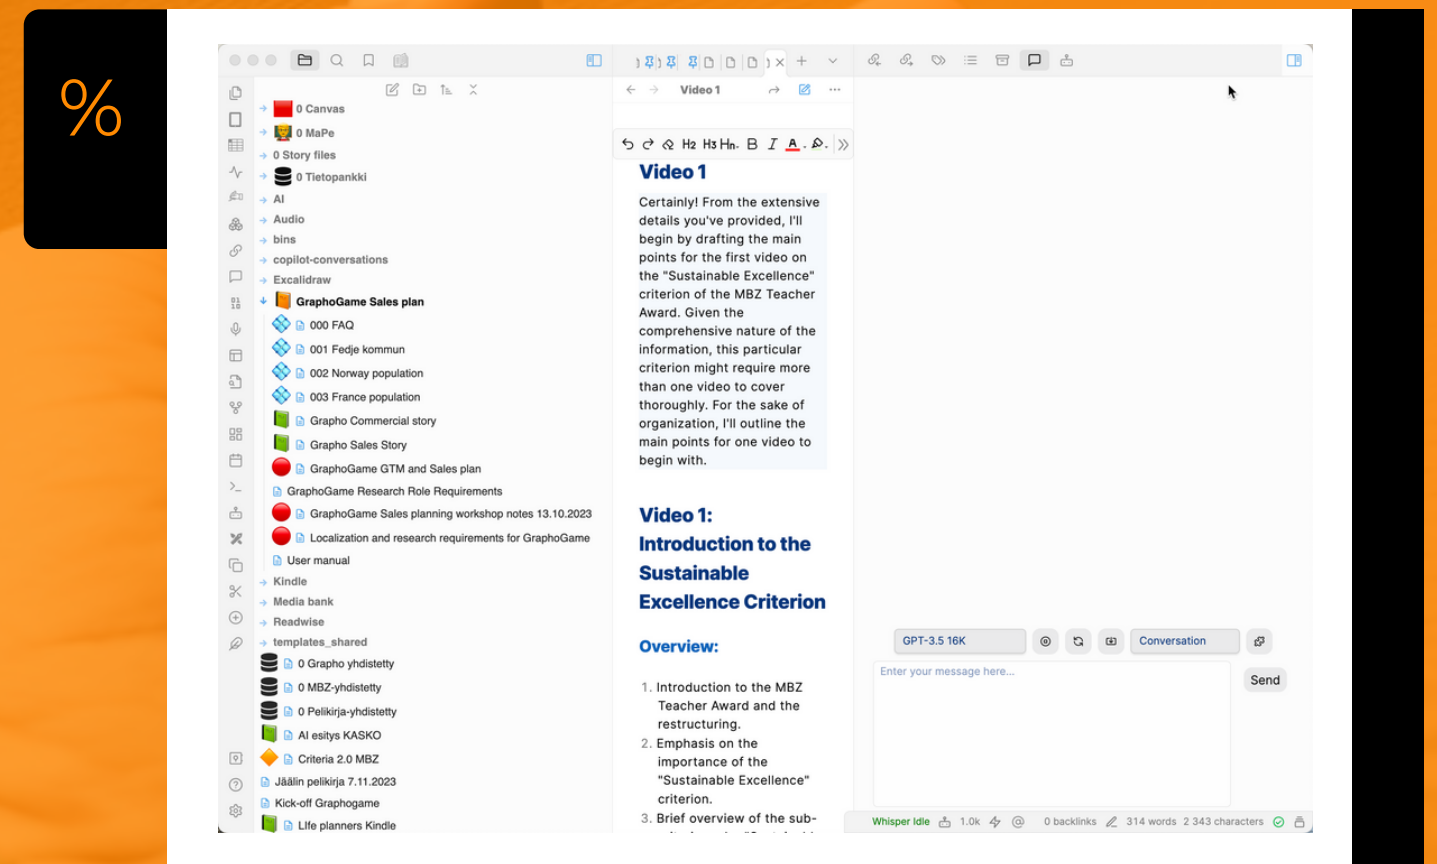 %
Video 1
0 Canvas
0 MaPe
0 Story files
0 Tietopankki
AI
Audio
bins
copilot-conversations
Excalidraw
GraphoGame Sales plan
000 FAQ
001 Fedje kommun
002 Norway population
003 France population
Grapho Commercial story
Grapho Sales Story
GraphoGame GTM and Sales plan
GraphoGame Research Role Requirements
GraphoGame Sales planning workshop notes 13.10.2023
Localization and research requirements for GraphoGame
User manual
Kindle
Media bank
Readwise
templates_shared
0 Grapho yhdistetty
0 MBZ-yhdistetty
0 Pelikirja-yhdistetty
AI esitys KASKO
Criteria 2.0 MBZ
Jäälin pelikirja 7.11.2023
Kick-off Graphogame
LIfe planners Kindle
H2 H3 Hn. B I A
Video 1
Certainly! From the extensive
details you've provided, I'll
begin by drafting the main
points for the first video on
the "Sustainable Excellence"
criterion of the MBZ Teacher
Award. Given the
comprehensive nature of the
information, this particular
criterion might require more
than one video to cover
thoroughly. For the sake of
organization, I'll outline the
main points for one video to
begin with.
Video 1:
Introduction to the
Sustainable
Excellence Criterion
Overview:
1. Introduction to the MBZ
Teacher Award and the
restructuring.
2. Emphasis on the
importance of the
"Sustainable Excellence"
criterion.
3. Brief overview of the sub-
GPT-3.5 16K
Conversation
Enter your message here...
Send
Whisper Idle 1.0k 0 backlinks 314 words 2 343 characters